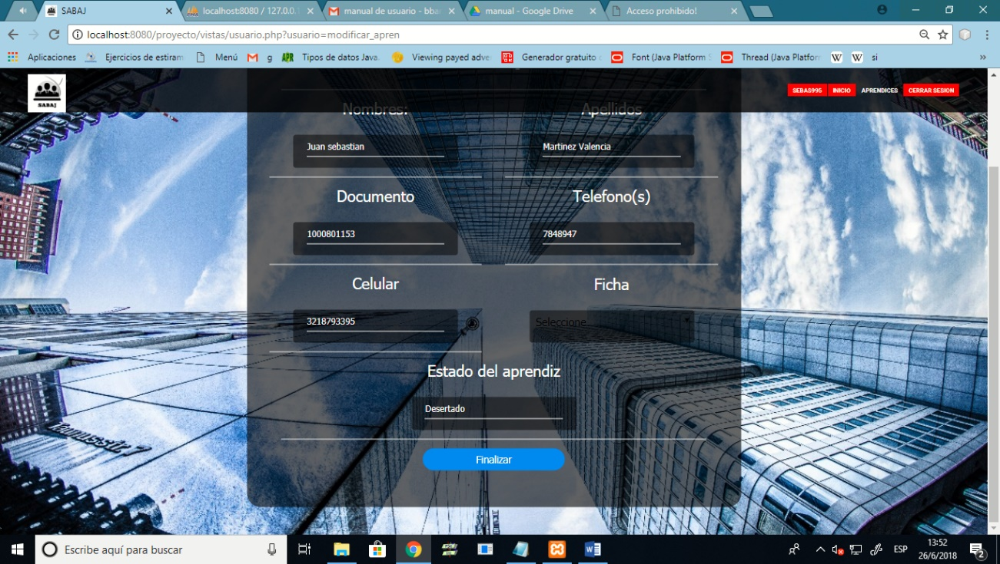 SABAJ
localhost:8080 / 127.0.0.1
manual de usuario - bba
manual - Google Drive
Acceso prohibido!
localhost:8080/proyecto/vistas/usuario.php?usuario=modificar_apren
Aplicaciones
Ejercicios de estiram
Menú
g
APR
Tipos de datos Java.
Viewing payed adve
Generador gratuito
Font (Java Platform S
Thread (Java Platfor
W
W
si
»
SABAJ
SEBAS995
INICIO
APRENDICES
CERRAR SESION
Nombres:
Apellidos
Juan sebastian
Martinez Valencia
Documento
Telefono(s)
1000801153
7848947
Celular
Ficha
3218793395
Seleccione
Estado del aprendiz
Desertado
Finalizar
Escribe aquí para buscar
ESP
13:52
26/6/2018
2